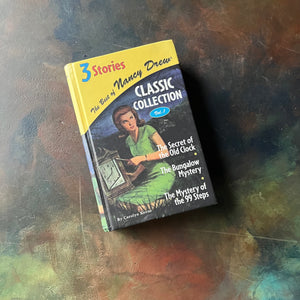 3 Stories
The Best of Nancy Drew
CLASSIC
COLLECTION
Vol. 1
The Secret of
the Old Clock
The Bungalow
Mystery
The Mystery of
the 99 Steps
By Carolyn Keene